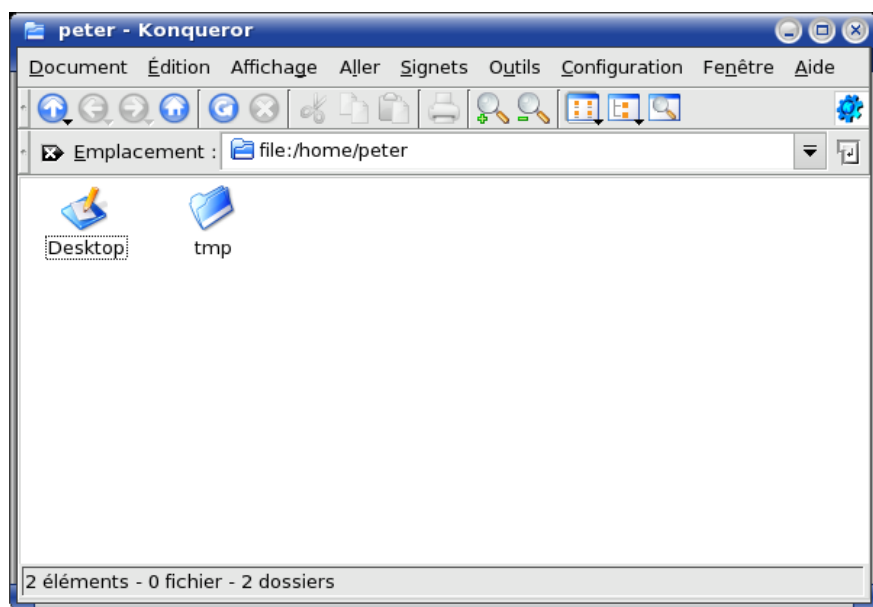 peter - Konqueror
Document Édition Affichage Aller Signets Outils Configuration Fenêtre Aide
Emplacement : file:/home/peter
Desktop tmp
2 éléments - 0 fichier - 2 dossiers